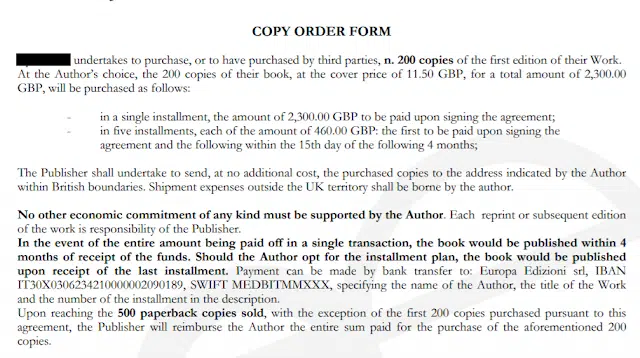 COPY ORDER FORM
undertakes to purchase, or to have purchased by third parties, n. 200 copies of the first edition of their Work.
At the Author's choice, the 200 copies of their book, at the cover price of 11.50 GBP, for a total amount of 2,300.00
GBP, will be purchased as follows:
- in a single installment, the amount of 2,300.00 GBP to be paid upon signing the agreement;
- in five installments, each of the amount of 460.00 GBP: the first to be paid upon signing the
agreement and the following within the 15th day of the following 4 months;
The Publisher shall undertake to send, at no additional cost, the purchased copies to the address indicated by the Author
within British boundaries. Shipment expenses outside the UK territory shall be borne by the author.
No other economic commitment of any kind must be supported by the Author. Each reprint or subsequent edition
of the work is responsibility of the Publisher.
In the event of the entire amount being paid off in a single transaction, the book would be published within 4
months of receipt of the funds. Should the Author opt for the installment plan, the book would be published
upon receipt of the last installment. Payment can be made by bank transfer to: Europa Edizioni srl, IBAN
IT30X0306234210000002090189, SWIFT MEDBITMMXXX, specifying the name of the Author, the title of the Work
and the number of the installment in the description.
Upon reaching the 500 paperback copies sold, with the exception of the first 200 copies purchased pursuant to this
agreement, the Publisher will reimburse the Author the entire sum paid for the purchase of the aforementioned 200
copies.